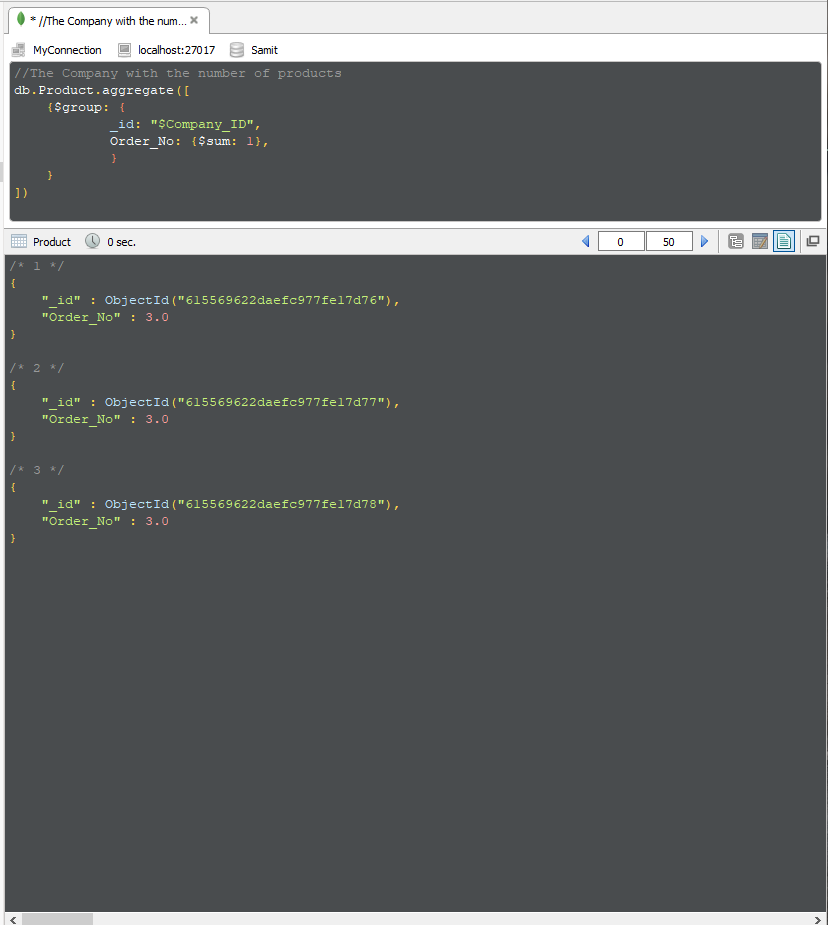 * //The Company with the num...
MyConnection localhost:27017 Samit
//The Company with the number of products
db.Product.aggregate([
    {$group: {
            _id: "$Company_ID",
            Order_No: {$sum: 1},
            }
    }
])
Product 0 sec. 0 50
/* 1 */
{
    "_id" : ObjectId("615569622daefc977fe17d76"),
    "Order_No" : 3.0
}
/* 2 */
{
    "_id" : ObjectId("615569622daefc977fe17d77"),
    "Order_No" : 3.0
}
/* 3 */
{
    "_id" : ObjectId("615569622daefc977fe17d78"),
    "Order_No" : 3.0
}